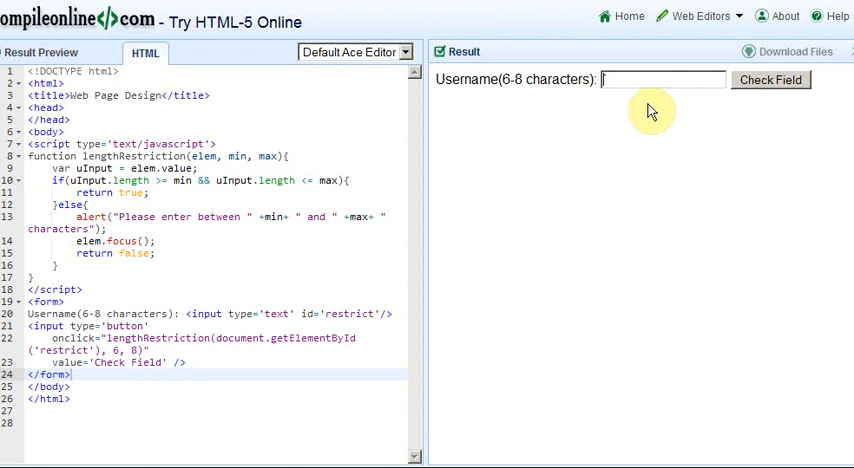 ompileonline</>com - Try HTML-5 Online
Home
Web Editors
About
Help
Result Preview
HTML
Default Ace Editor
Result
Download Files
1 <!DOCTYPE html>
2 <html>
3 <title>Web Page Design</title>
4 <head>
5 </head>
6 <body>
7 <script type='text/javascript'>
8 function lengthRestriction(elem, min, max){
9 var uInput = elem.value;
10 if(uInput.length >= min && uInput.length <= max){
11 return true;
12 }else{
13 alert("Please enter between " +min+ " and " +max+ "
characters");
14 elem.focus();
15 return false;
16 }
17 }
18 </script>
19 <form>
20 Username(6-8 characters): <input type='text' id='restrict'/>
21 <input type='button'
22 onclick="lengthRestriction(document.getElementById
('restrict'), 6, 8)"
23 value='Check Field' />
24 </form>
25 </body>
26 </html>
27
28
Username(6-8 characters):
Check Field